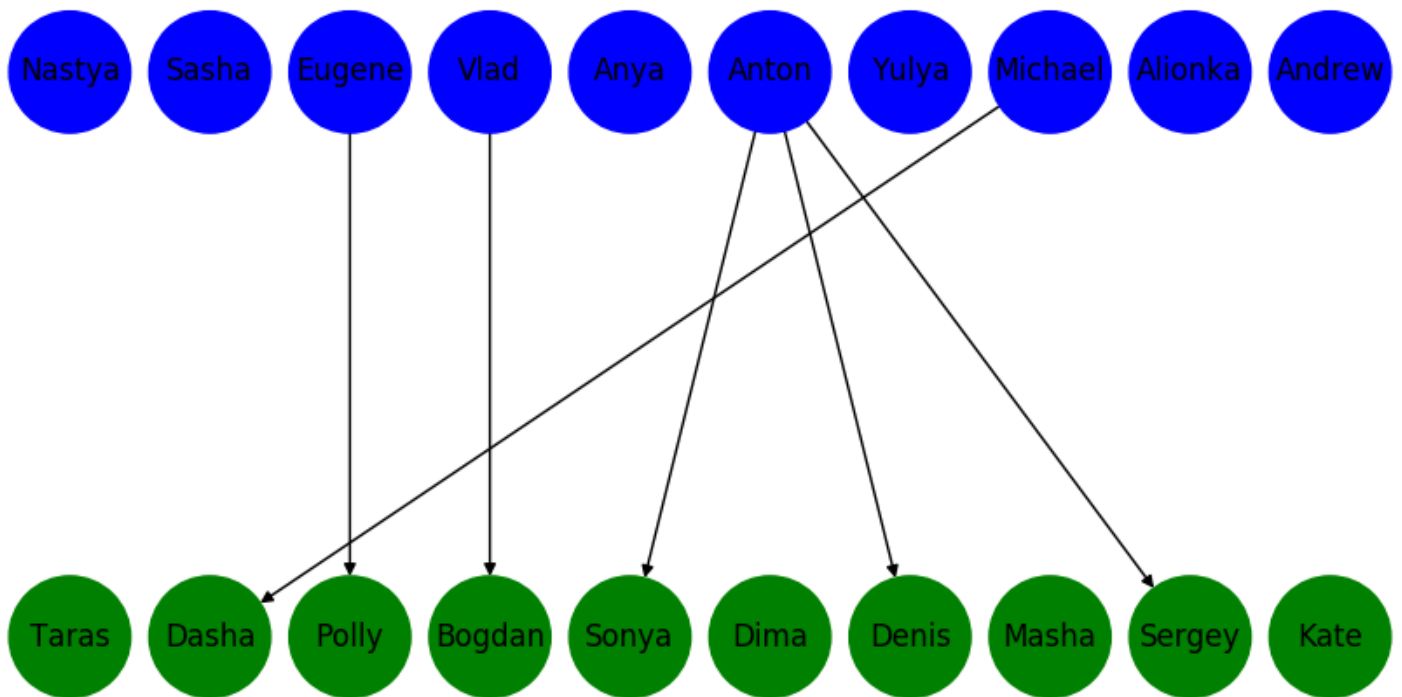 Nastya Sasha Eugene Vlad Anya Anton Yulya Michael Alionka Andrew
Taras Dasha Polly Bogdan Sonya Dima Denis Masha Sergey Kate